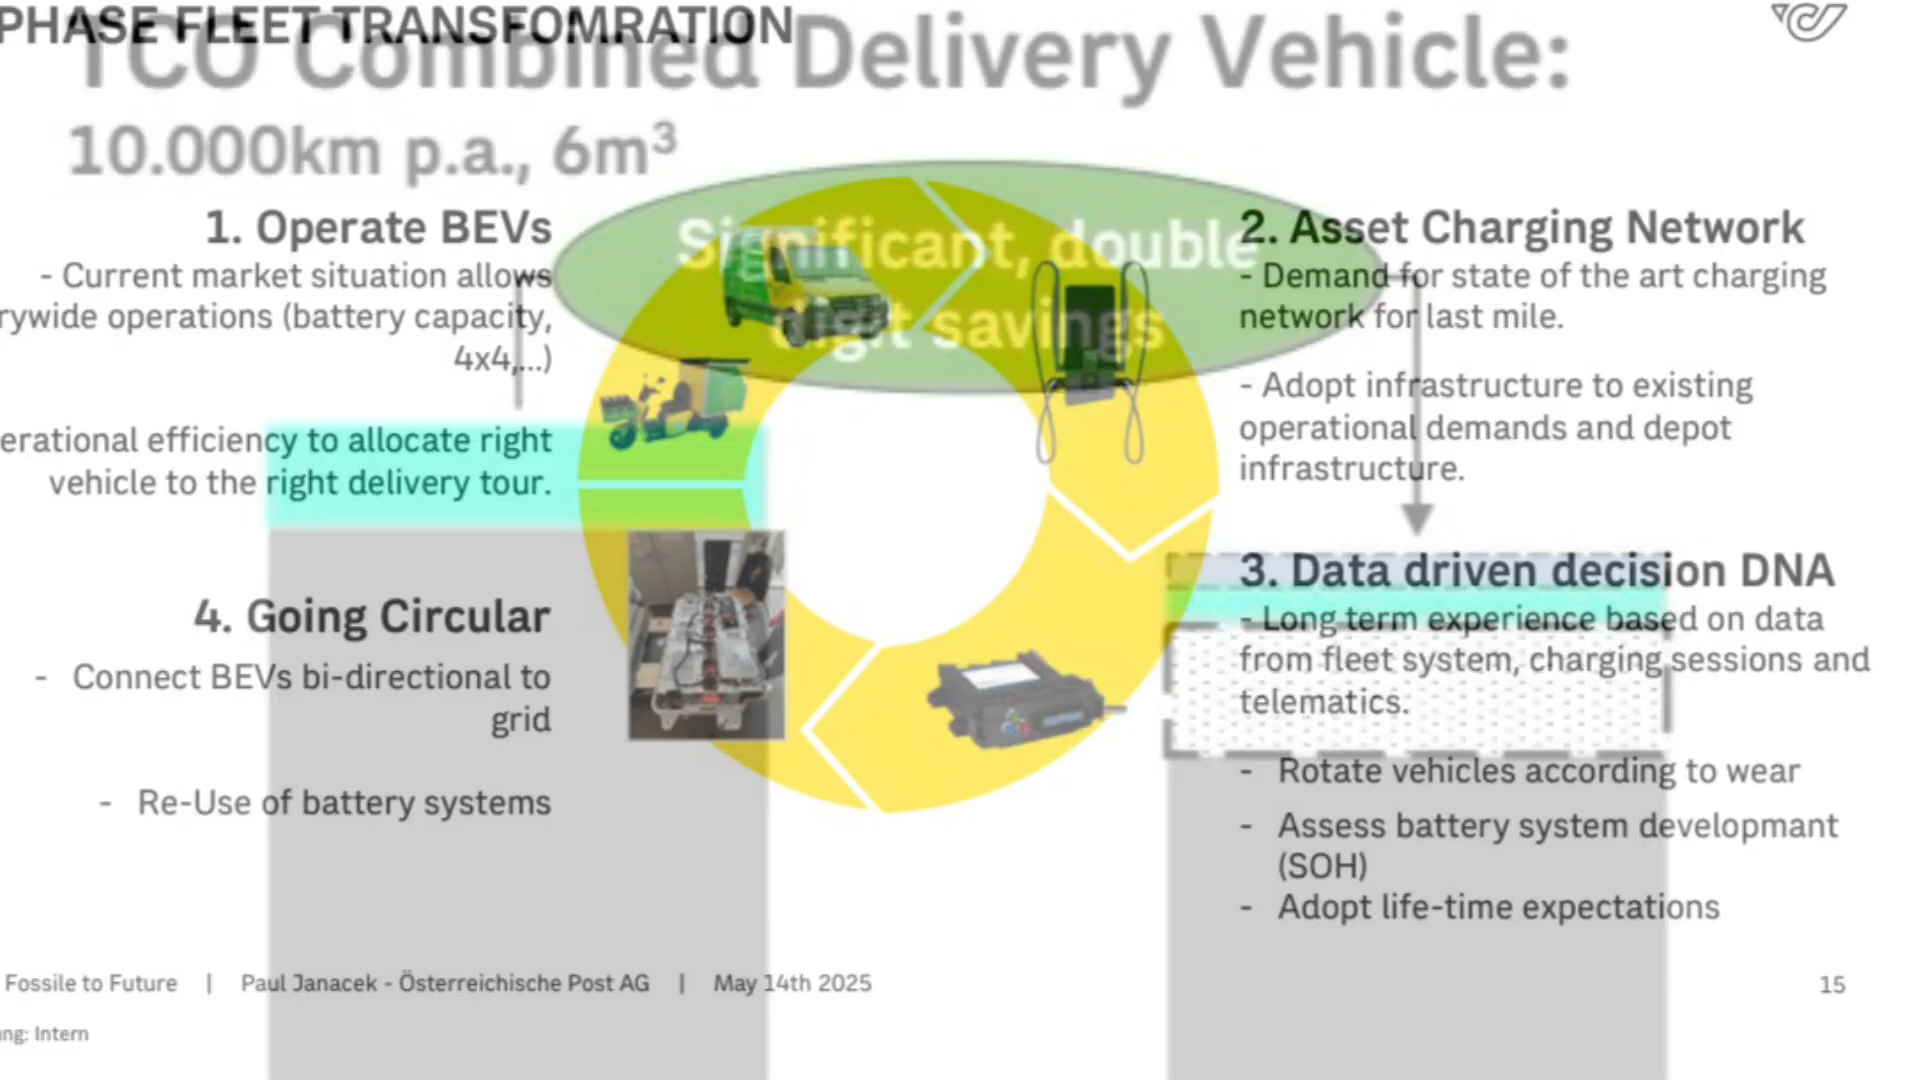 PHASE FLEET TRANSFOMRATION
TCO Combined Delivery Vehicle:
10.000km p.a., 6m³
Significant, double
digit savings
1. Operate BEVs
- Current market situation allows
rywide operations (battery capacity,
4x4,...)
erational efficiency to allocate right
vehicle to the right delivery tour.
2. Asset Charging Network
- Demand for state of the art charging
network for last mile.
- Adopt infrastructure to existing
operational demands and depot
infrastructure.
3. Data driven decision DNA
- Long term experience based on data
from fleet system, charging sessions and
telematics.
- Rotate vehicles according to wear
- Assess battery system developmant
(SOH)
- Adopt life-time expectations
4. Going Circular
- Connect BEVs bi-directional to
grid
- Re-Use of battery systems
Fossile to Future | Paul Janacek - Österreichische Post AG | May 14th 2025
15
ung: Intern